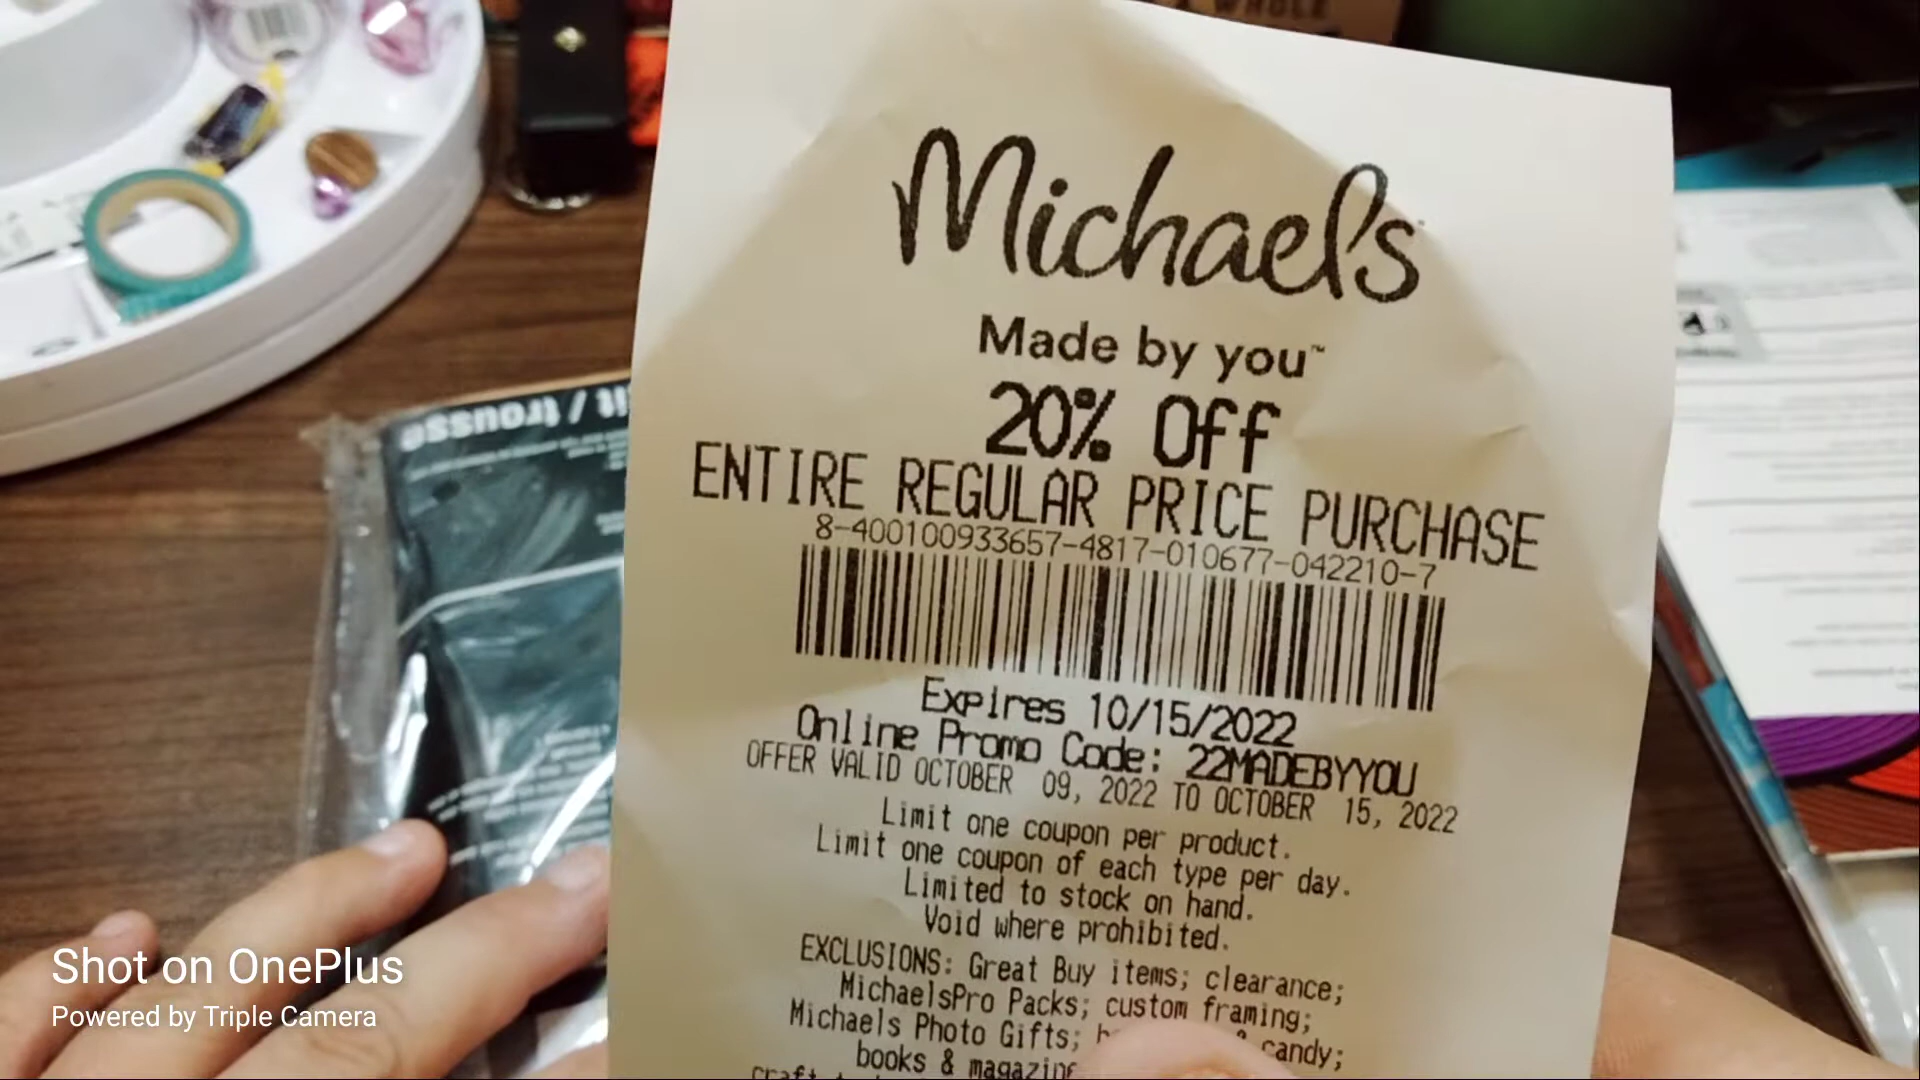 WHOLE
Michaels
Made by you™
20% Off
ENTIRE REGULAR PRICE PURCHASE
8-400100933657-4817-010677-042210-7
Expires 10/15/2022
Online Promo Code: 22MADEBYYOU
OFFER VALID OCTOBER 09, 2022 TO OCTOBER 15, 2022
Limit one coupon per product.
Limit one coupon of each type per day.
Limited to stock on hand.
Void where prohibited.
EXCLUSIONS: Great Buy items; clearance;
MichaelsPro Packs; custom framing;
Michaels Photo Gifts; & candy;
books &
kit / trousse
Shot on OnePlus
Powered by Triple Camera